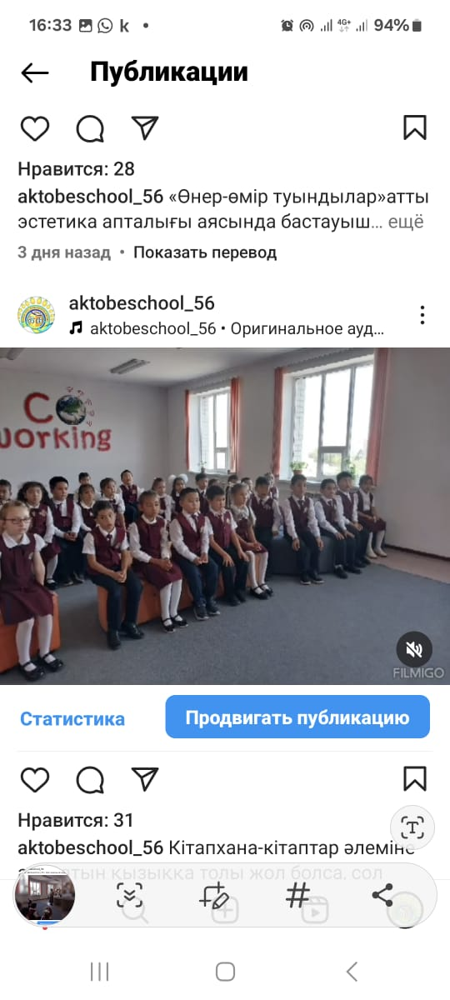 16:33 k • 4G+ 94%
Публикации
Нравится: 28
aktobeschool_56 «Өнер-өмір туындылар»атты
эстетика апталығы аясында бастауыш... ещё
3 дня назад • Показать перевод
aktobeschool_56
aktobeschool_56 • Оригинальное ауд...
CO
working
FILMIGO
Статистика
Продвигать публикацию
Нравится: 31
aktobeschool_56 Кітапхана-кітаптар әлеміне
қызыққа толы жол болса, сол